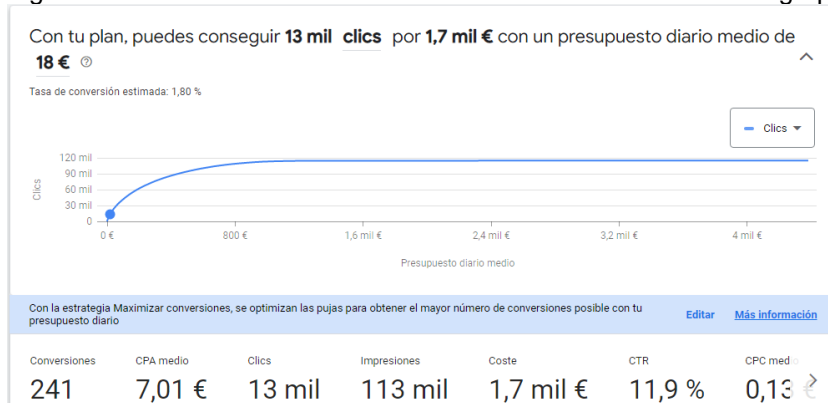 Con tu plan, puedes conseguir 13 mil clics por 1,7 mil € con un presupuesto diario medio de
18 €
Tasa de conversión estimada: 1,80 %
Clics
120 mil
90 mil
60 mil
30 mil
0
Clics
0 €
800 €
1,6 mil €
2,4 mil €
3,2 mil €
4 mil €
Presupuesto diario medio
Con la estrategia Maximizar conversiones, se optimizan las pujas para obtener el mayor número de conversiones posible con tu
presupuesto diario
Editar
Más información
Conversiones
CPA medio
Clics
Impresiones
Coste
CTR
CPC med
241
7,01 €
13 mil
113 mil
1,7 mil €
11,9 %
0,13 €